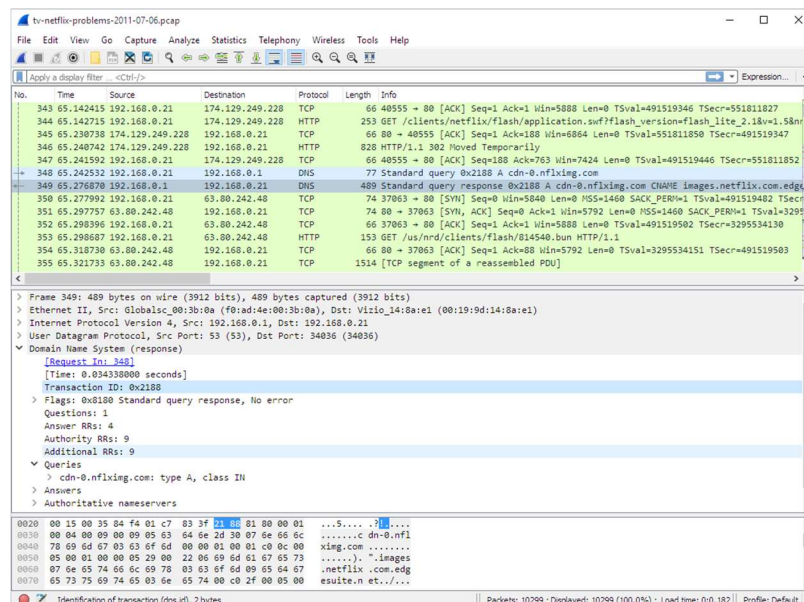 tv-netflix-problems-2011-07-06.pcap
File Edit View Go Capture Analyze Statistics Telephony Wireless Tools Help
Apply a display filter ... <Ctrl-/>
Expression...
No. Time Source Destination Protocol Length Info
343 65.142415 192.168.0.21 174.129.249.228 TCP 66 40555 → 80 [ACK] Seq=1 Ack=1 Win=5888 Len=0 TSval=491519346 TSecr=551811827
344 65.142715 192.168.0.21 174.129.249.228 HTTP 253 GET /clients/netflix/flash/application.swf?flash_version=flash_lite_2.1&v=1.5&nr
345 65.230738 174.129.249.228 192.168.0.21 TCP 66 80 → 40555 [ACK] Seq=1 Ack=188 Win=6864 Len=0 TSval=551811850 TSecr=491519347
346 65.240742 174.129.249.228 192.168.0.21 HTTP 828 HTTP/1.1 302 Moved Temporarily
347 65.241592 192.168.0.21 174.129.249.228 TCP 66 40555 → 80 [ACK] Seq=188 Ack=763 Win=7424 Len=0 TSval=491519446 TSecr=551811852
348 65.242532 192.168.0.21 192.168.0.1 DNS 77 Standard query 0x2188 A cdn-0.nflximg.com
349 65.276870 192.168.0.1 192.168.0.21 DNS 489 Standard query response 0x2188 A cdn-0.nflximg.com CNAME images.netflix.com.edge
350 65.277992 192.168.0.21 63.80.242.48 TCP 74 37063 → 80 [SYN] Seq=0 Win=5840 Len=0 MSS=1460 SACK_PERM=1 TSval=491519482 TSec
351 65.297757 63.80.242.48 192.168.0.21 TCP 74 80 → 37063 [SYN, ACK] Seq=0 Ack=1 Win=5792 Len=0 MSS=1460 SACK_PERM=1 TSval=3295
352 65.298396 192.168.0.21 63.80.242.48 TCP 66 37063 → 80 [ACK] Seq=1 Ack=1 Win=5888 Len=0 TSval=491519502 TSecr=3295534130
353 65.298687 192.168.0.21 63.80.242.48 HTTP 153 GET /us/nrd/clients/flash/814540.bun HTTP/1.1
354 65.318730 63.80.242.48 192.168.0.21 TCP 66 80 → 37063 [ACK] Seq=1 Ack=88 Win=5792 Len=0 TSval=3295534151 TSecr=491519503
355 65.321733 63.80.242.48 192.168.0.21 TCP 1514 [TCP segment of a reassembled PDU]
Frame 349: 489 bytes on wire (3912 bits), 489 bytes captured (3912 bits)
Ethernet II, Src: Globalsc_00:3b:0a (f0:ad:4e:00:3b:0a), Dst: Vizio_14:8a:e1 (00:19:9d:14:8a:e1)
Internet Protocol Version 4, Src: 192.168.0.1, Dst: 192.168.0.21
User Datagram Protocol, Src Port: 53 (53), Dst Port: 34036 (34036)
Domain Name System (response)
[Request In: 348]
[Time: 0.034338000 seconds]
Transaction ID: 0x2188
Flags: 0x8180 Standard query response, No error
Questions: 1
Answer RRs: 4
Authority RRs: 9
Additional RRs: 9
Queries
cdn-0.nflximg.com: type A, class IN
Answers
Authoritative nameservers
0020 00 15 00 35 84 f4 01 c7 83 3f 21 88 81 80 00 01 ...5.... .?!.....
0030 00 04 00 09 00 09 05 63 64 6e 2d 30 07 6e 66 6c .......c dn-0.nfl
0040 78 69 6d 67 03 63 6f 6d 00 00 01 00 01 c0 0c 00 ximg.com ........
0050 05 00 01 00 00 05 29 00 22 06 69 6d 61 67 65 73 ......). ".images
0060 07 6e 65 74 66 6c 69 78 03 63 6f 6d 09 65 64 67 .netflix .com.edg
0070 65 73 75 69 74 65 03 6e 65 74 00 c0 2f 00 05 00 esuite.n et../...
Identification of transaction (dns.id), 2 bytes
Packets: 10299 · Displayed: 10299 (100.0%) · Load time: 0:0.182
Profile: Default